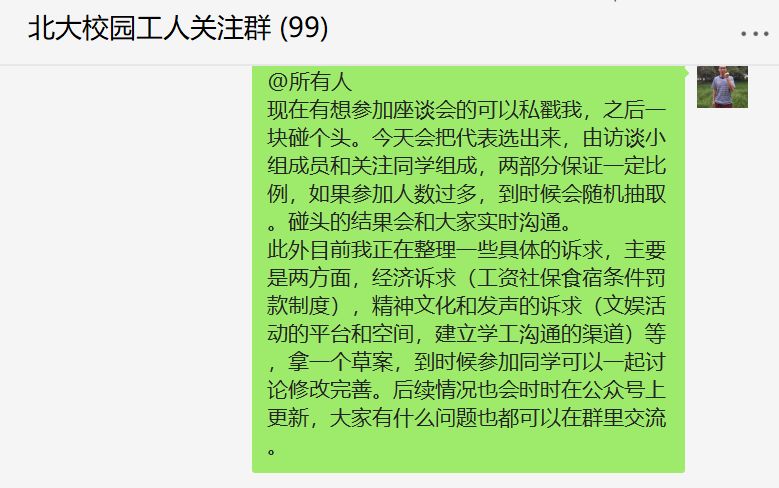 北大校园工人关注群 (99)
@所有人
现在有想参加座谈会的可以私戳我，之后一
块碰个头。今天会把代表选出来，由访谈小
组成员和关注同学组成，两部分保证一定比
例，如果参加人数过多，到时候会随机抽取
。碰头的结果会和大家实时沟通。
此外目前我正在整理一些具体的诉求，主要
是两方面，经济诉求（工资社保食宿条件罚
款制度），精神文化和发声的诉求（文娱活
动的平台和空间，建立学工沟通的渠道）等
，拿一个草案，到时候参加同学可以一起讨
论修改完善。后续情况也会时时在公众号上
更新，大家有什么问题也都可以在群里交流
。